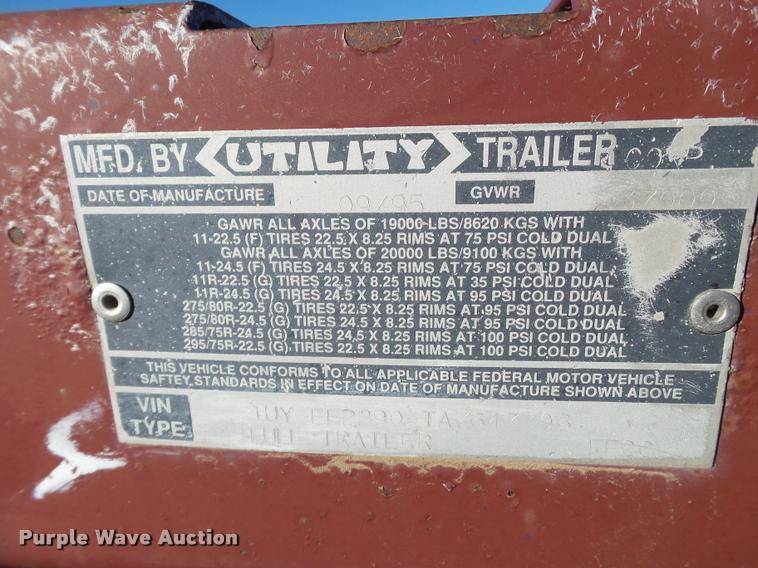 MFD. BY UTILITY TRAILER CORP
DATE OF MANUFACTURE 09/95 GVWR
GAWR ALL AXLES OF 19000 LBS/8620 KGS WITH
11-22.5 (F) TIRES 22.5 X 8.25 RIMS AT 75 PSI COLD DUAL
GAWR ALL AXLES OF 20000 LBS/9100 KGS WITH
11-24.5 (F) TIRES 24.5 X 8.25 RIMS AT 75 PSI COLD DUAL
11R-22.5 (G) TIRES 22.5 X 8.25 RIMS AT 35 PSI COLD DUAL
11R-24.5 (G) TIRES 24.5 X 8.25 RIMS AT 95 PSI COLD DUAL
275/80R-22.5 (G) TIRES 22.5 X 8.25 RIMS AT 95 PSI COLD DUAL
275/80R-24.5 (G) TIRES 24.5 X 8.25 RIMS AT 95 PSI COLD DUAL
285/75R-24.5 (G) TIRES 24.5 X 8.25 RIMS AT 100 PSI COLD DUAL
295/75R-22.5 (G) TIRES 22.5 X 8.25 RIMS AT 100 PSI COLD DUAL
THIS VEHICLE CONFORMS TO ALL APPLICABLE FEDERAL MOTOR VEHICLE
SAFTEY STANDARDS IN EFFECT ON DATE OF MANUFACTURE SHOWN ABOVE
VIN 1UY
TYPE FULL TRAILER
Purple Wave Auction